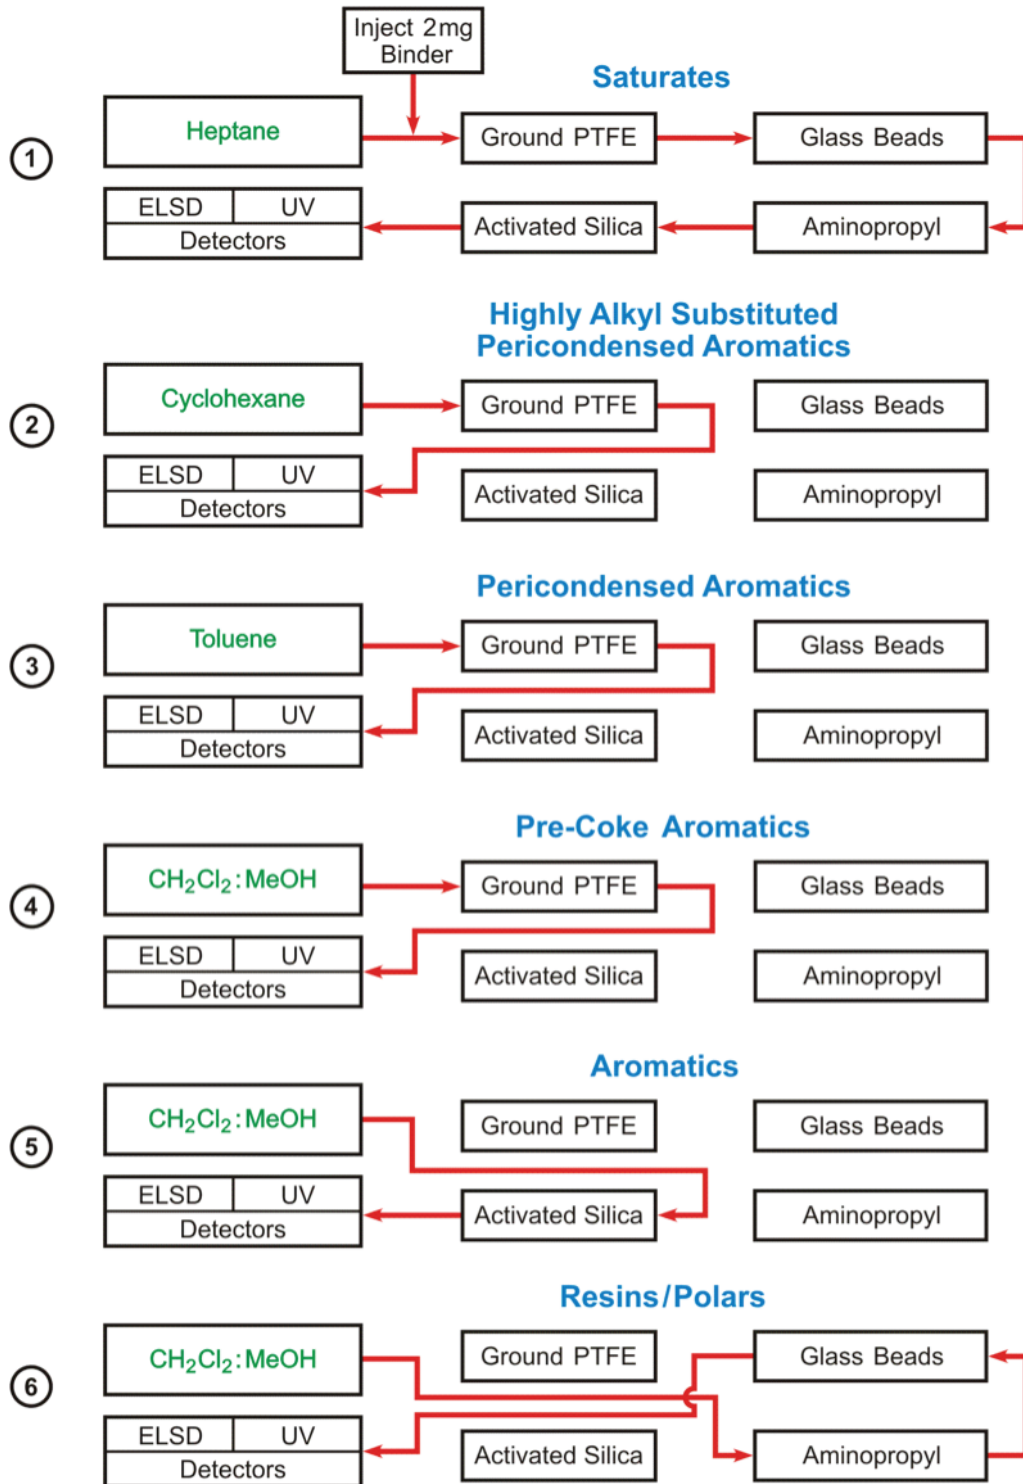 Inject 2mg
Binder
Saturates
1
Heptane
Ground PTFE
Glass Beads
ELSD
UV
Detectors
Activated Silica
Aminopropyl
Highly Alkyl Substituted
Pericondensed Aromatics
2
Cyclohexane
Ground PTFE
Glass Beads
ELSD
UV
Detectors
Activated Silica
Aminopropyl
Pericondensed Aromatics
3
Toluene
Ground PTFE
Glass Beads
ELSD
UV
Detectors
Activated Silica
Aminopropyl
Pre-Coke Aromatics
4
CH₂Cl₂:MeOH
Ground PTFE
Glass Beads
ELSD
UV
Detectors
Activated Silica
Aminopropyl
Aromatics
5
CH₂Cl₂:MeOH
Ground PTFE
Glass Beads
ELSD
UV
Detectors
Activated Silica
Aminopropyl
Resins/Polars
6
CH₂Cl₂:MeOH
Ground PTFE
Glass Beads
ELSD
UV
Detectors
Activated Silica
Aminopropyl